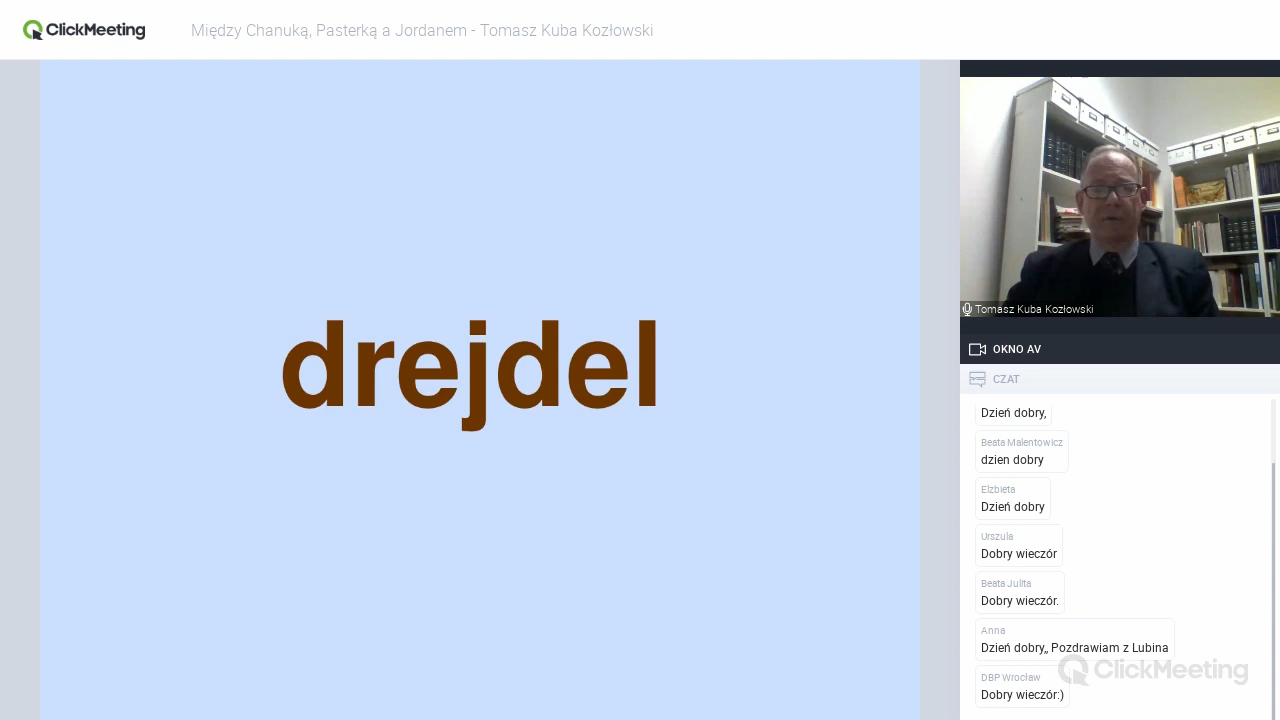 ClickMeeting
Między Chanuką, Pasterką a Jordanem - Tomasz Kuba Kozłowski
drejdel
Tomasz Kuba Kozłowski
OKNO AV
CZAT
Dzień dobry,
Beata Malentowicz
dzien dobry
Elzbieta
Dzień dobry
Urszula
Dobry wieczór
Beata Julita
Dobry wieczór.
Anna
Dzień dobry,, Pozdrawiam z Lubina
DBP Wrocław
Dobry wieczór:)
ClickMeeting